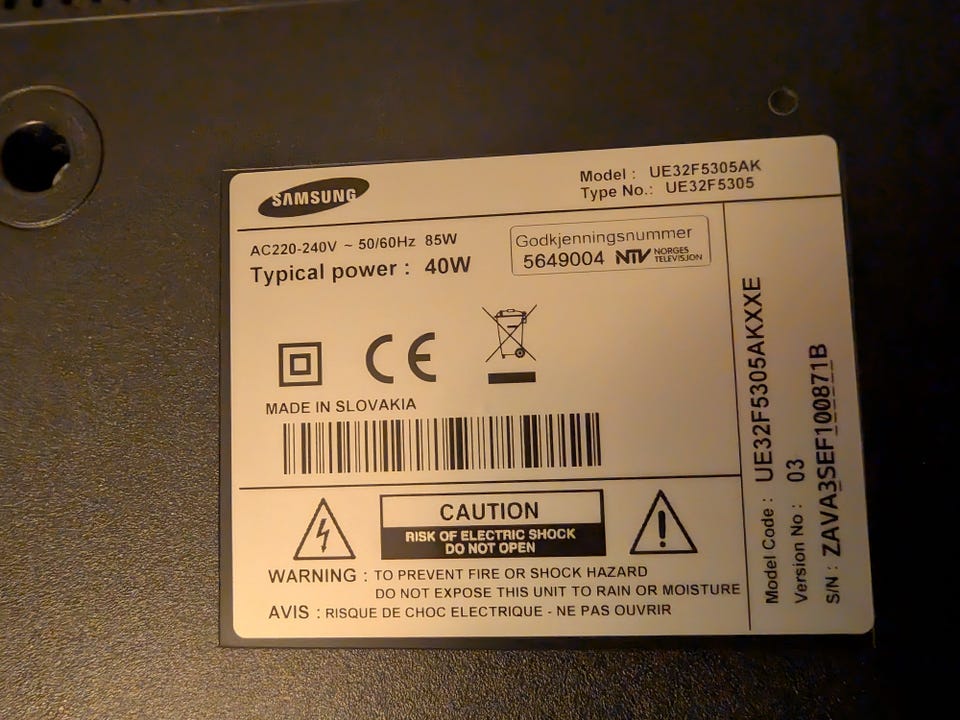 SAMSUNG
Model : UE32F5305AK
Type No.: UE32F5305
AC220-240V ~ 50/60Hz 85W
Typical power : 40W
Godkjenningsnummer
5649004 NTV NORGES TELEVISJON
CE
MADE IN SLOVAKIA
CAUTION
RISK OF ELECTRIC SHOCK
DO NOT OPEN
WARNING : TO PREVENT FIRE OR SHOCK HAZARD
DO NOT EXPOSE THIS UNIT TO RAIN OR MOISTURE
AVIS : RISQUE DE CHOC ELECTRIQUE - NE PAS OUVRIR
Model Code : UE32F5305AKXXE
Version No : 03
S/N : ZAVA3SEF100871B